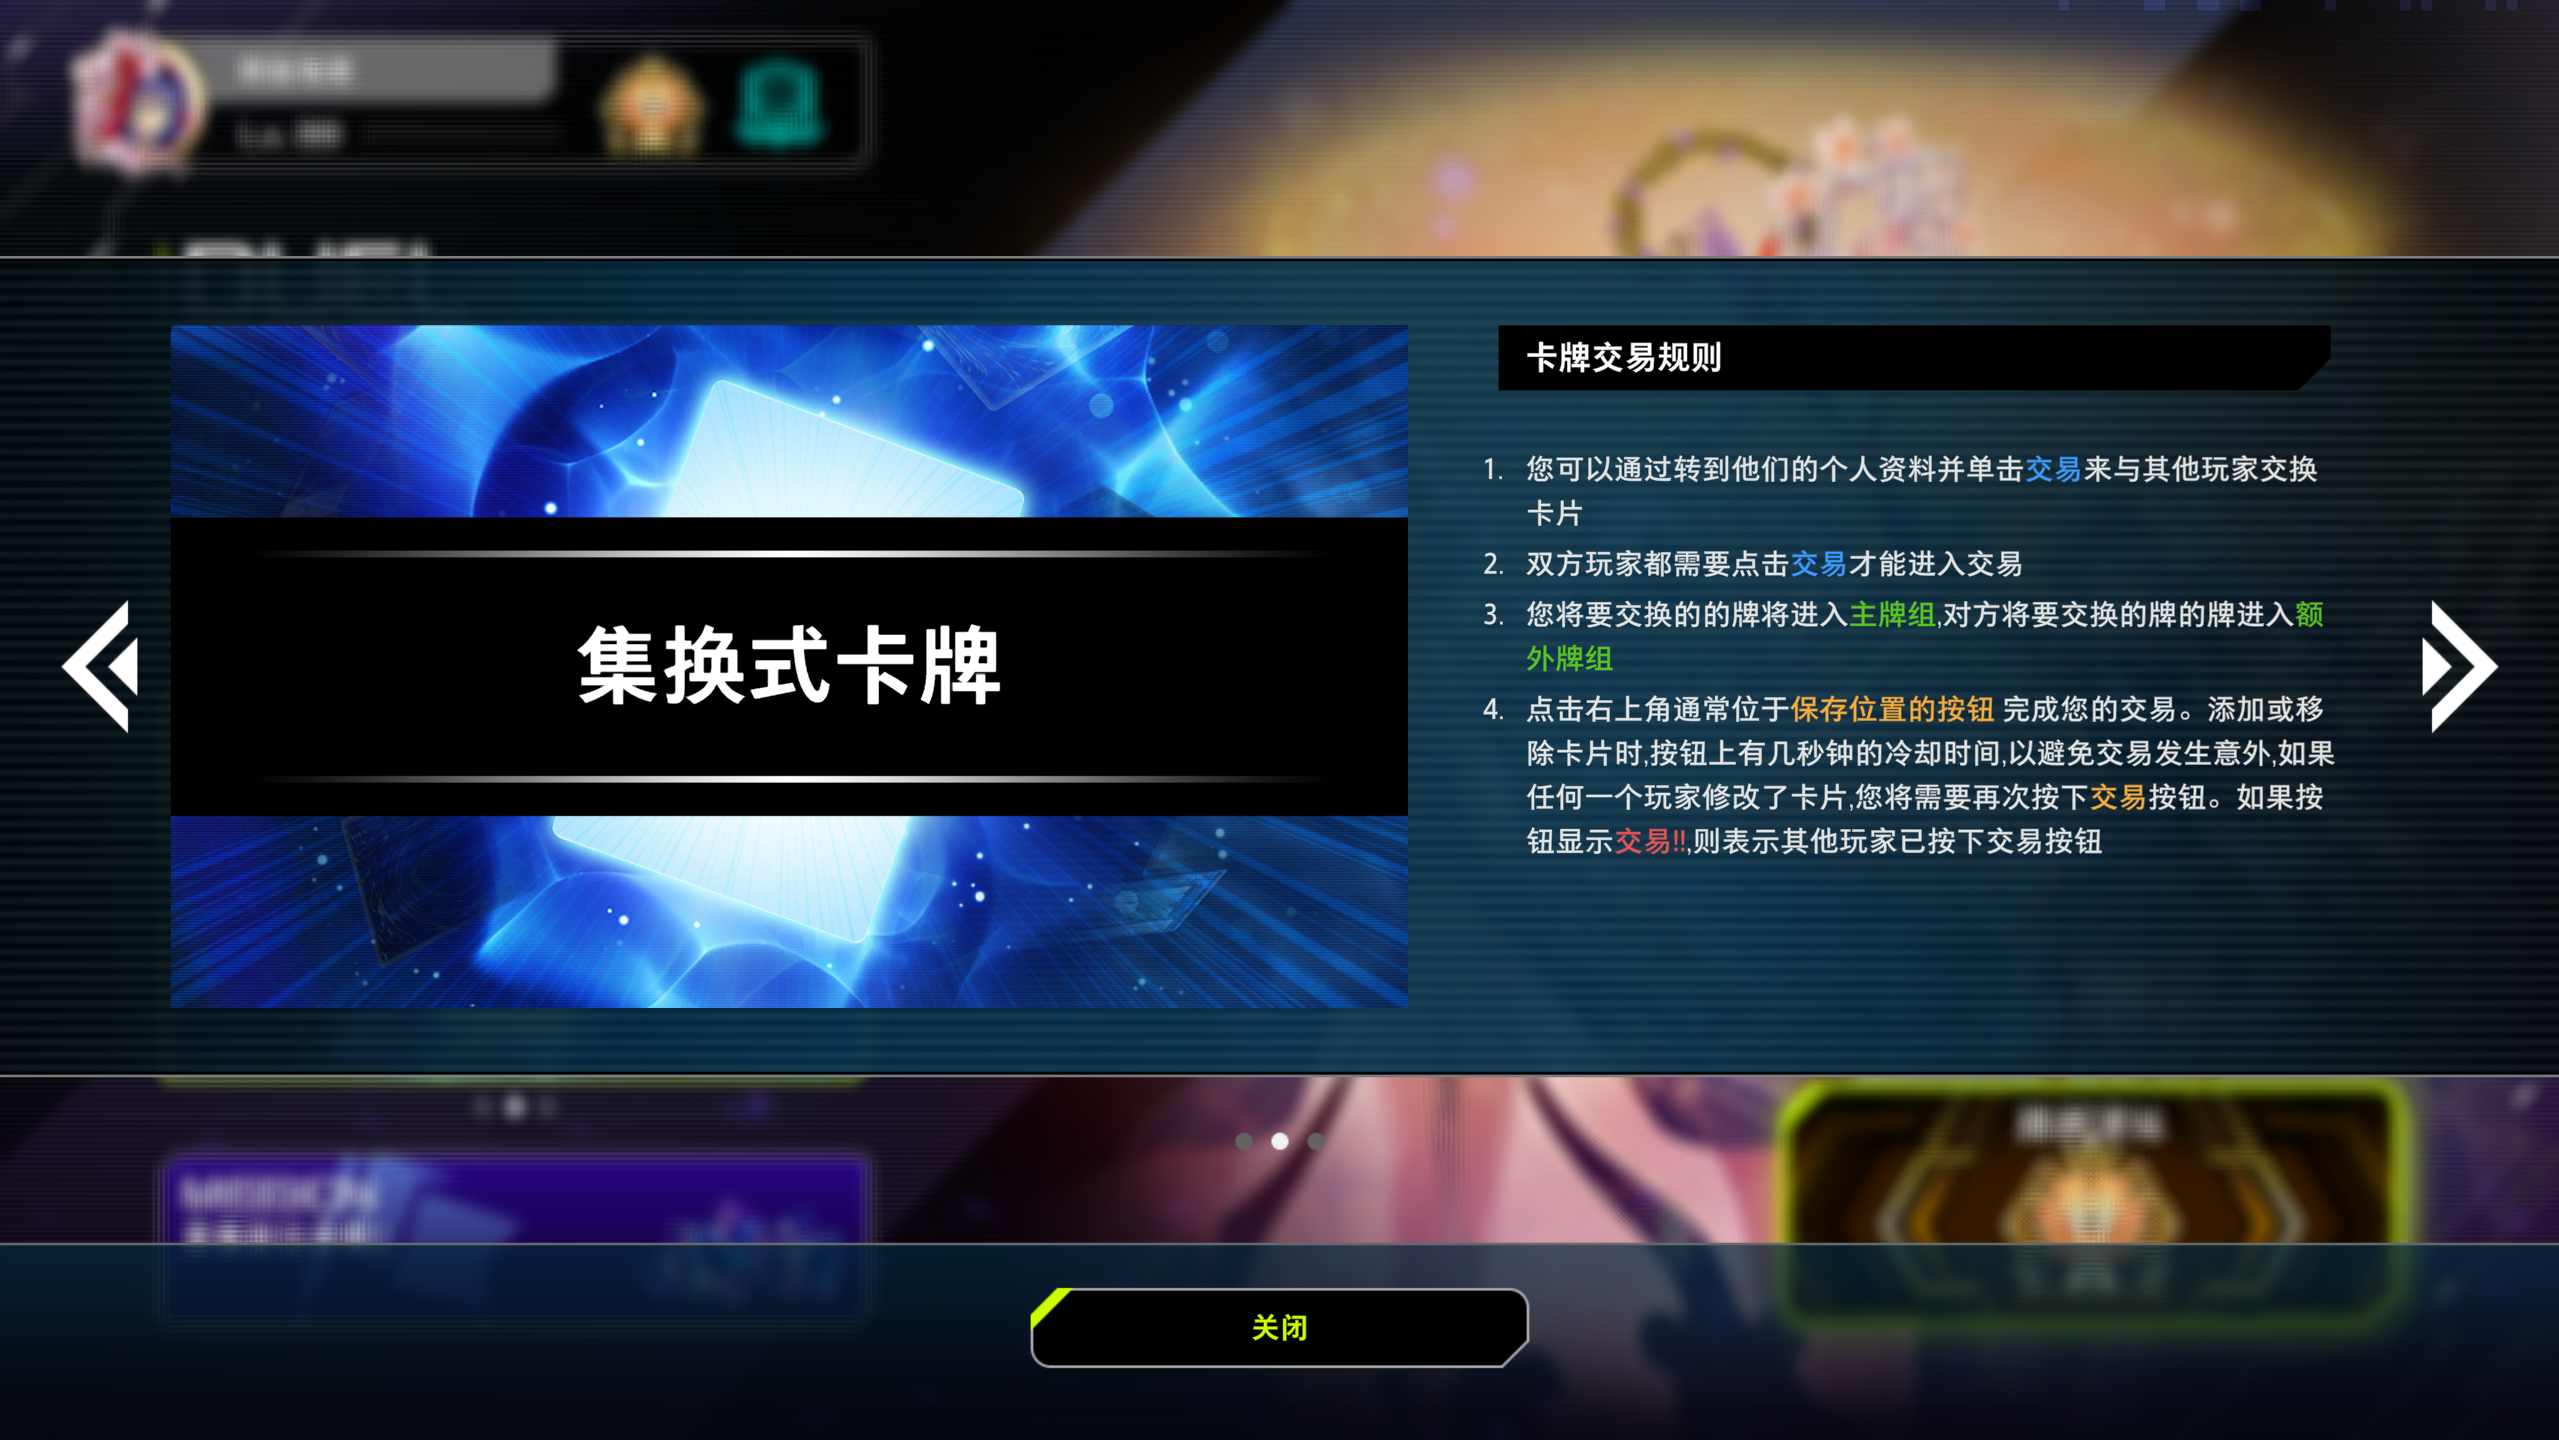 集换式卡牌
卡牌交易规则
1. 您可以通过转到他们的个人资料并单击交易来与其他玩家交换
卡片
2. 双方玩家都需要点击交易才能进入交易
3. 您将要交换的的牌将进入主牌组,对方将要交换的牌的牌进入额
外牌组
4. 点击右上角通常位于保存位置的按钮 完成您的交易。添加或移
除卡片时,按钮上有几秒钟的冷却时间,以避免交易发生意外,如果
任何一个玩家修改了卡片,您将需要再次按下交易按钮。如果按
钮显示交易!!,则表示其他玩家已按下交易按钮
关闭